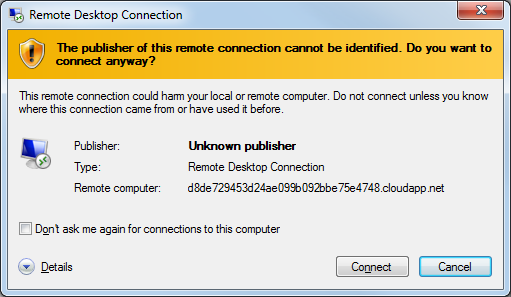 Remote Desktop Connection
The publisher of this remote connection cannot be identified. Do you want to
connect anyway?
This remote connection could harm your local or remote computer. Do not connect unless you know
where this connection came from or have used it before.
Publisher: Unknown publisher
Type: Remote Desktop Connection
Remote computer: d8de729453d24ae099b092bbe75e4748.cloudapp.net
Don't ask me again for connections to this computer
Details Connect Cancel